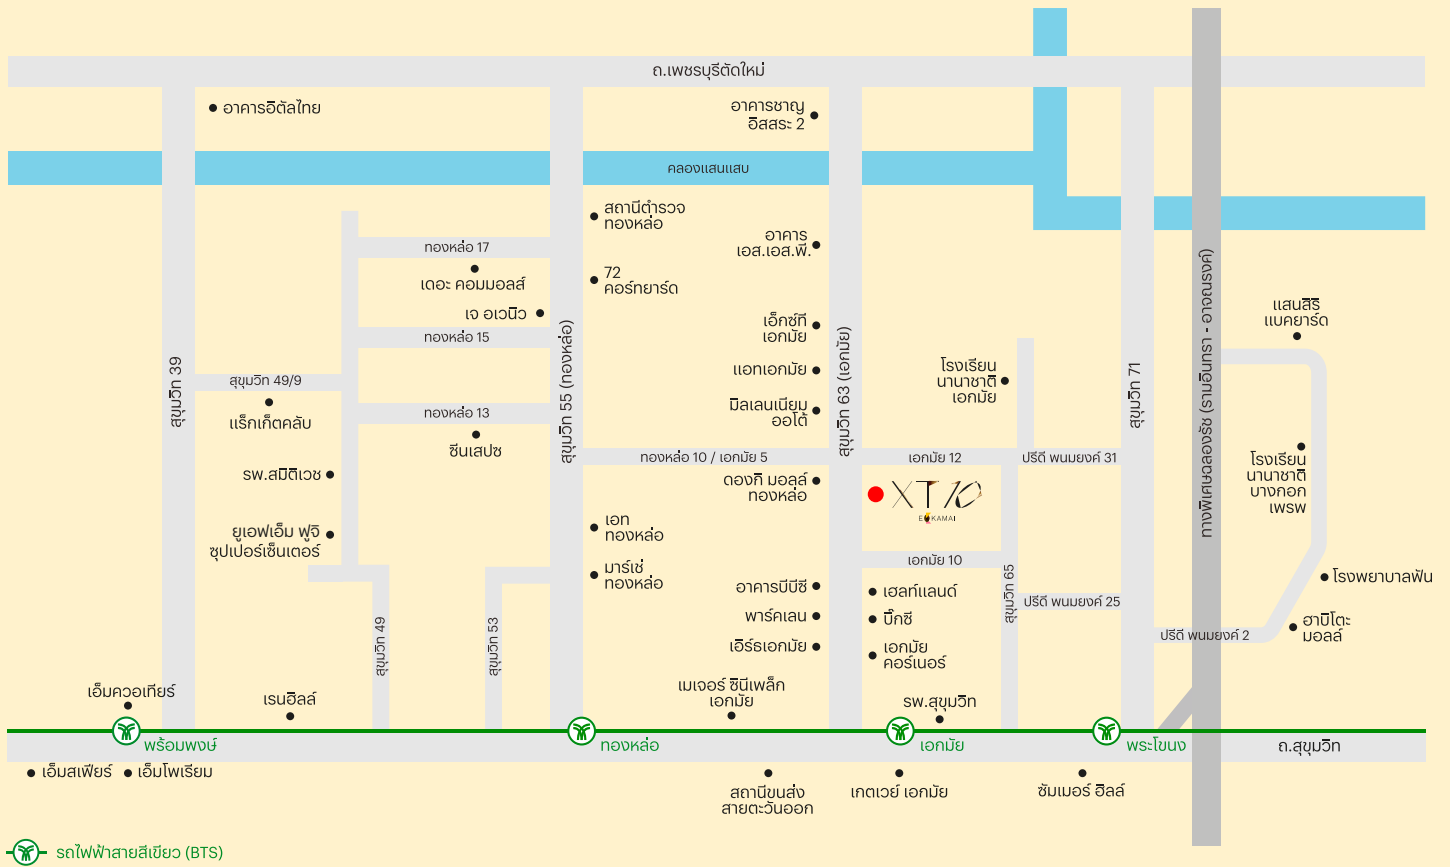 ถ.เพชรบุรีตัดใหม่
อาคารอิตัลไทย
อาคารชาญ
อิสสระ 2
คลองแสนแสบ
สถานีตำรวจ
ทองหล่อ
ทองหล่อ 17
อาคาร
เอส.เอส.พี.
เดอะ คอมมอลส์
72
คอร์ทยาร์ด
เจ อเวนิว
ทองหล่อ 15
เอ็กซ์ที
เอกมัย
แสนสิริ
แบคยาร์ด
สุขุมวิท 39
สุขุมวิท 55 (ทองหล่อ)
สุขุมวิท 63 (เอกมัย)
สุขุมวิท 71
ทางพิเศษฉลองรัช (รามอินทรา - อาจณรงค์)
สุขุมวิท 49/9
แอทเอกมัย
โรงเรียน
นานาชาติ
เอกมัย
แร็กเก็ตคลับ
ทองหล่อ 13
มิลเลนเนียม
ออโต้
ซีนเสปซ
ทองหล่อ 10 / เอกมัย 5
เอกมัย 12
ปรีดี พนมยงค์ 31
โรงเรียน
นานาชาติ
บางกอก
เพรพ
รพ.สมิติเวช
ดองกิ มอลล์
ทองหล่อ
XT10
EKKAMAI
ยูเอฟเอ็ม ฟูจิ
ซุปเปอร์เซ็นเตอร์
เอท
ทองหล่อ
เอกมัย 10
มาร์เช่
ทองหล่อ
โรงพยาบาลฟัน
อาคารบีบีซี
เฮลท์แลนด์
สุขุมวิท 65
ปรีดี พนมยงค์ 25
พาร์คเลน
บิ๊กซี
ฮาบิโตะ
มอลล์
สุขุมวิท 49
สุขุมวิท 53
เอิร์ธเอกมัย
เอกมัย
คอร์เนอร์
ปรีดี พนมยงค์ 2
เอ็มควอเทียร์
เรนฮิลล์
เมเจอร์ ซีนีเพล็ก
เอกมัย
รพ.สุขุมวิท
พร้อมพงษ์
ทองหล่อ
เอกมัย
พระโขนง
ถ.สุขุมวิท
เอ็มสเฟียร์
เอ็มโพเรียม
สถานีขนส่ง
สายตะวันออก
เกตเวย์ เอกมัย
ซัมเมอร์ ฮิลล์
รถไฟฟ้าสายสีเขียว (BTS)